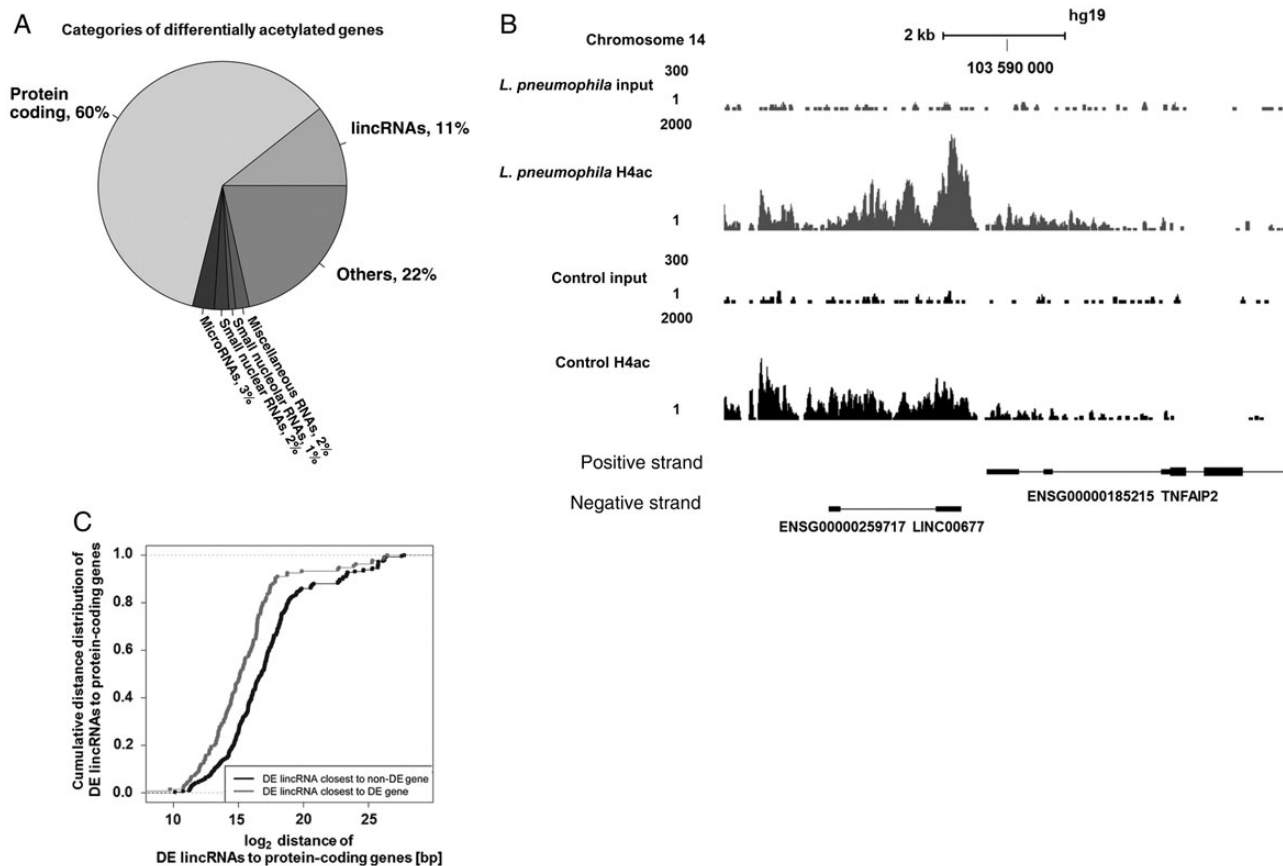 A
Categories of differentially acetylated genes
Protein
coding, 60%
lincRNAs, 11%
Others, 22%
Miscellaneous RNAs, 2%
Small nucleolar RNAs, 1%
Small nuclear RNAs, 2%
MicroRNAs, 3%
B
hg19
Chromosome 14
2 kb
103 590 000
300
L. pneumophila input
1
2000
L. pneumophila H4ac
1
300
Control input
1
2000
Control H4ac
1
Positive strand
ENSG00000185215 TNFAIP2
Negative strand
ENSG00000259717 LINC00677
C
Cumulative distance distribution of
DE lincRNAs to protein-coding genes
1.0
0.8
0.6
0.4
0.2
0.0
DE lincRNA closest to non-DE gene
DE lincRNA closest to DE gene
10 15 20 25
log2 distance of
DE lincRNAs to protein-coding genes [bp]